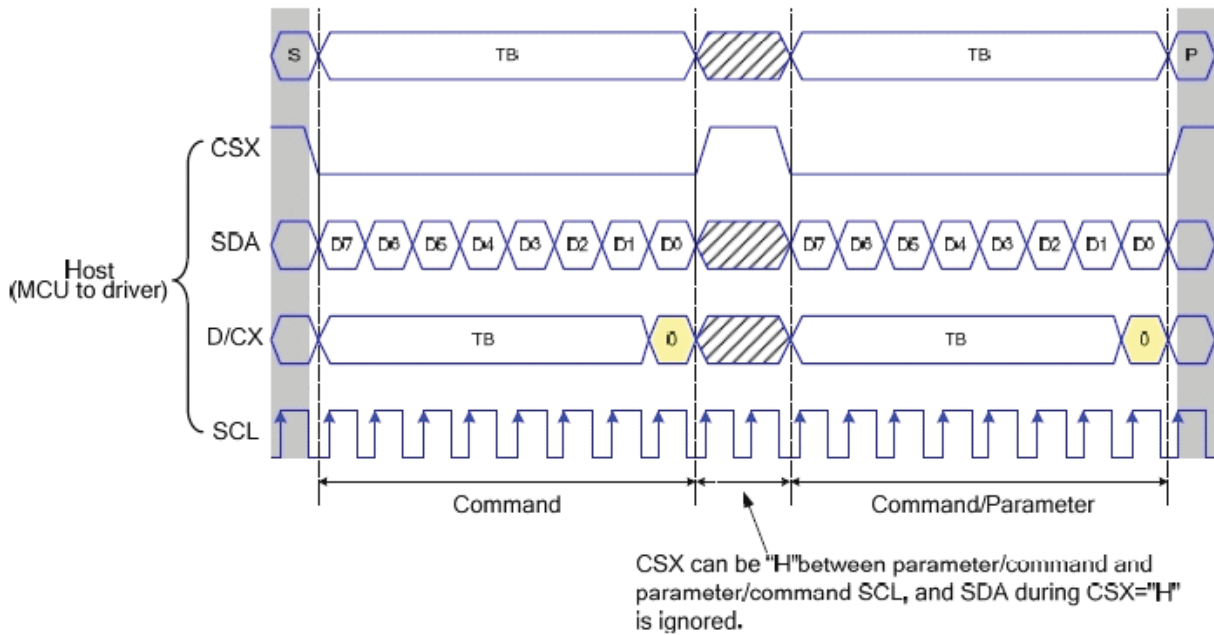 S TB TB P
CSX
SDA D7 D6 D5 D4 D3 D2 D1 D0 D7 D6 D5 D4 D3 D2 D1 D0
Host
(MCU to driver)
D/CX TB 0 TB 0
SCL
Command Command/Parameter
CSX can be "H"between parameter/command and
parameter/command SCL, and SDA during CSX="H"
is ignored.